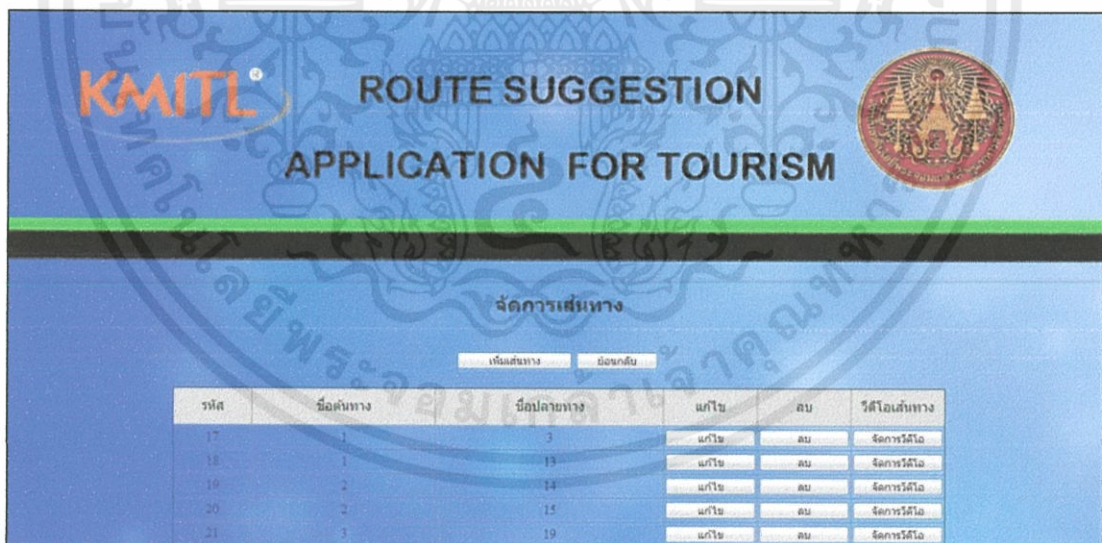 KMITL®
ROUTE SUGGESTION
APPLICATION FOR TOURISM
จัดการเส้นทาง
เพิ่มเส้นทาง ย้อนกลับ
รหัส ชื่อต้นทาง ชื่อปลายทาง แก้ไข ลบ วีดีโอเส้นทาง
17 1 3 แก้ไข ลบ จัดการวีดีโอ
18 1 13 แก้ไข ลบ จัดการวีดีโอ
19 2 14 แก้ไข ลบ จัดการวีดีโอ
20 2 15 แก้ไข ลบ จัดการวีดีโอ
21 3 19 แก้ไข ลบ จัดการวีดีโอ